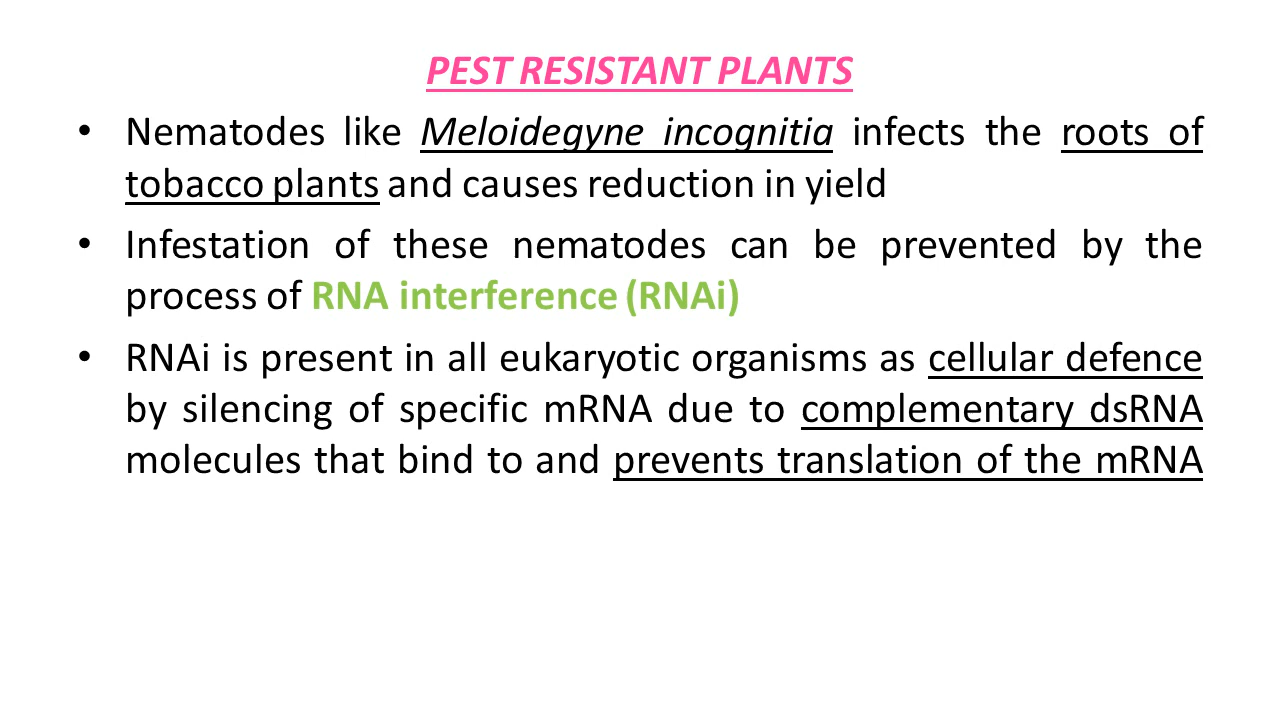 PEST RESISTANT PLANTS
• Nematodes like Meloidegyne incognitia infects the roots of
tobacco plants and causes reduction in yield
• Infestation of these nematodes can be prevented by the
process of RNA interference (RNAi)
• RNAi is present in all eukaryotic organisms as cellular defence
by silencing of specific mRNA due to complementary dsRNA
molecules that bind to and prevents translation of the mRNA